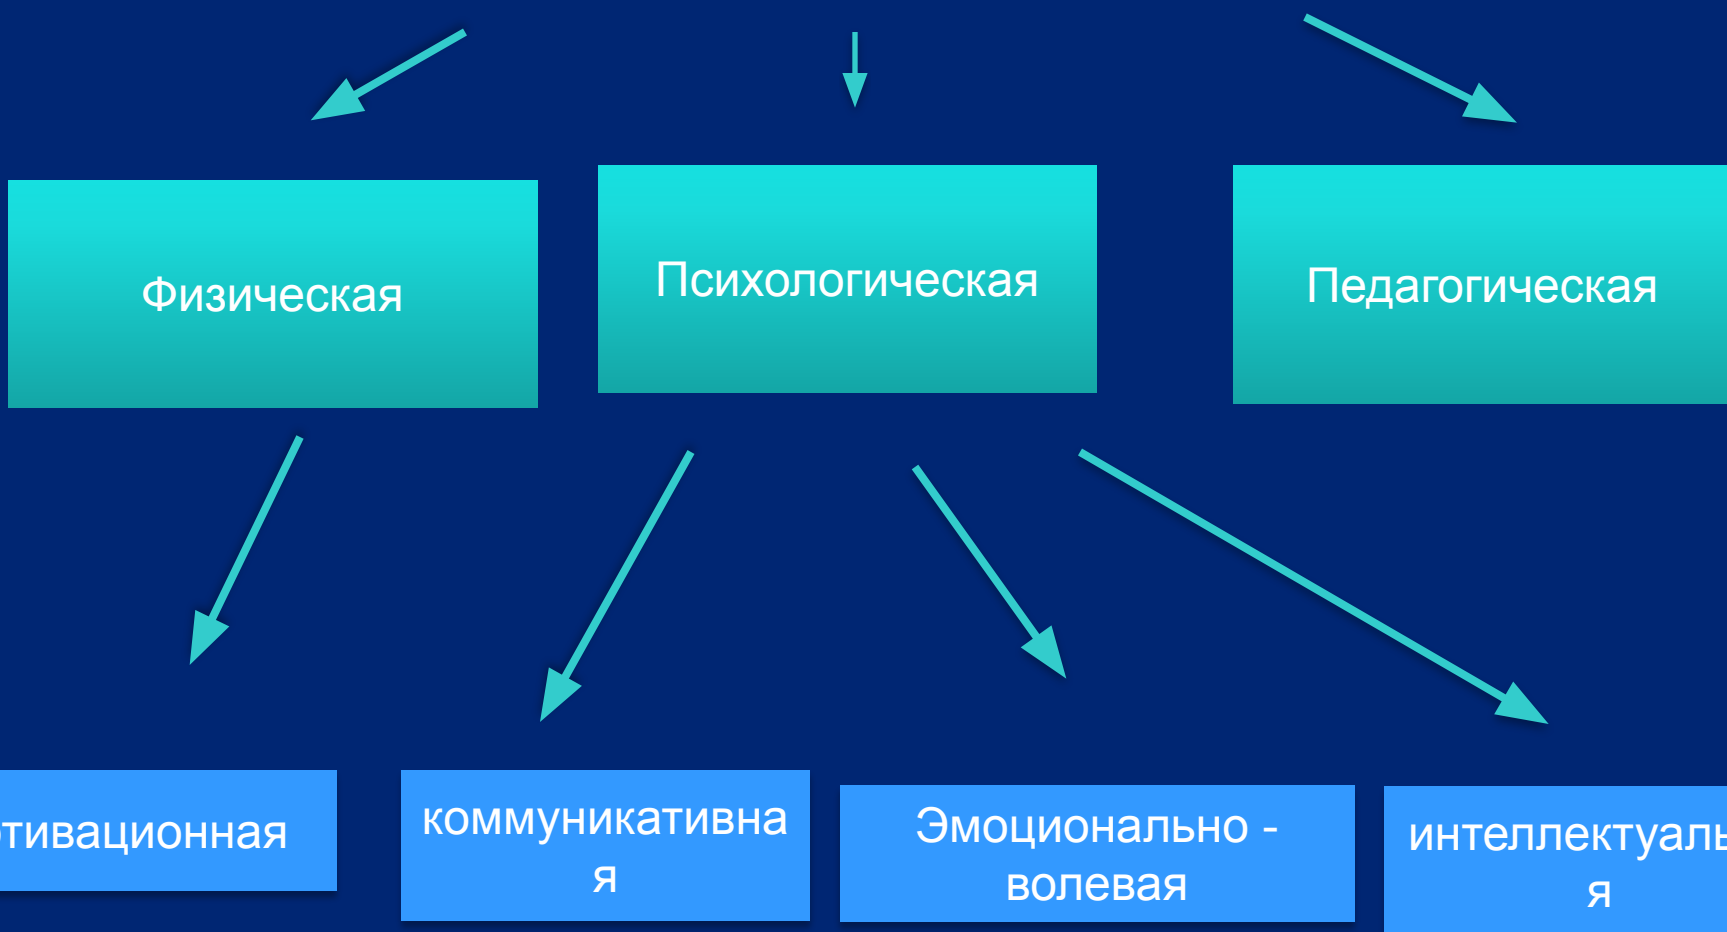 Физическая
Психологическая
Педагогическая
тивационная
коммуникативна
я
Эмоционально -
волевая
интеллектуаль
я